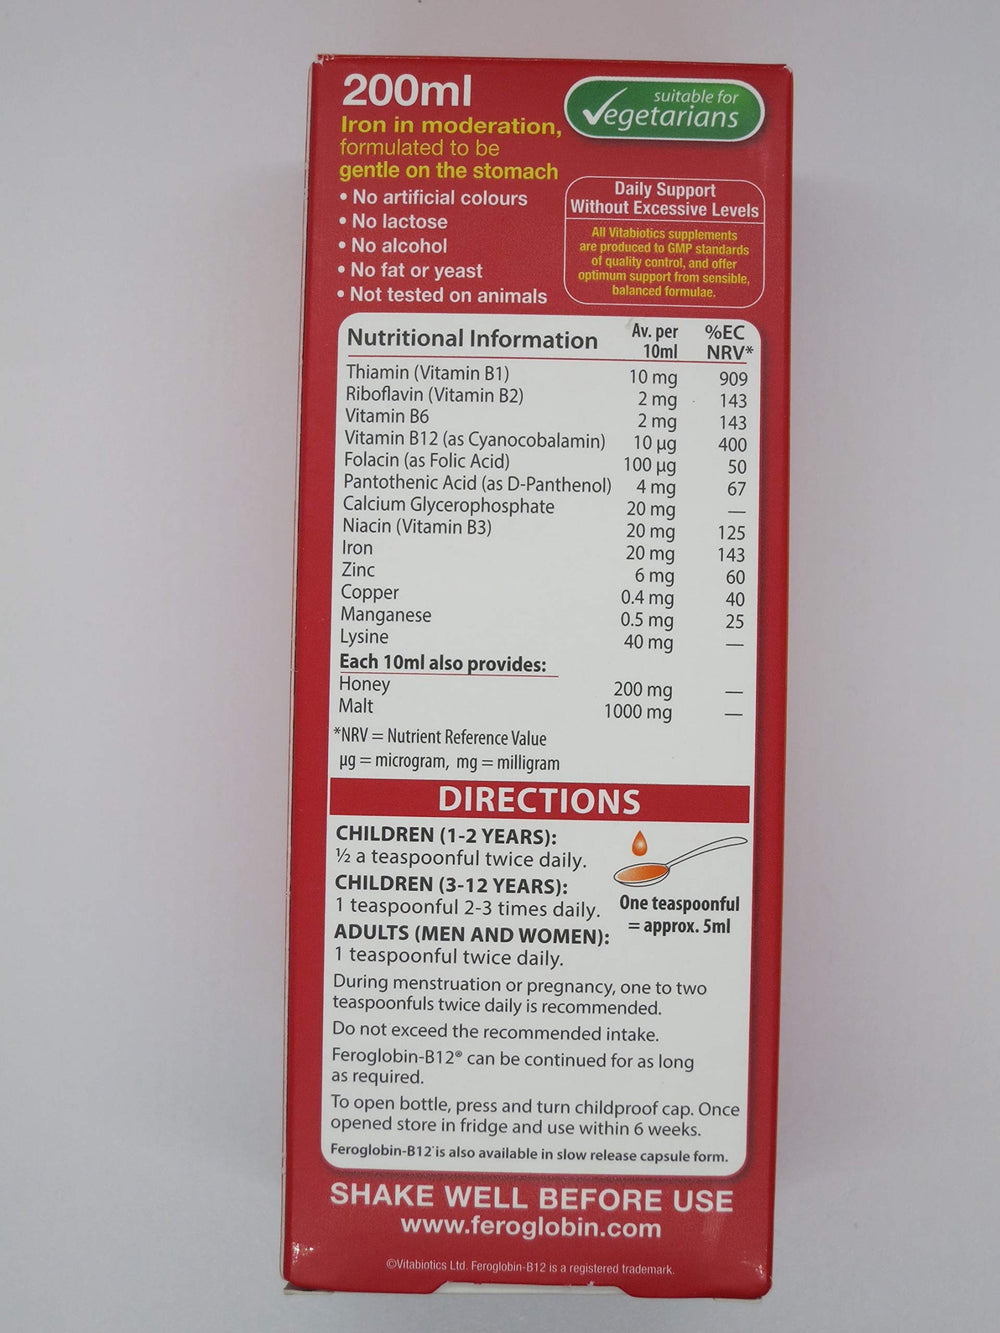 200ml
suitable for
Vegetarians
Iron in moderation,
formulated to be
gentle on the stomach
• No artificial colours
• No lactose
• No alcohol
• No fat or yeast
• Not tested on animals
Daily Support
Without Excessive Levels
All Vitabiotics supplements
are produced to GMP standards
of quality control, and offer
optimum support from sensible,
balanced formulae.
Nutritional Information Av. per 10ml %EC NRV*
Thiamin (Vitamin B1) 10 mg 909
Riboflavin (Vitamin B2) 2 mg 143
Vitamin B6 2 mg 143
Vitamin B12 (as Cyanocobalamin) 10 µg 400
Folacin (as Folic Acid) 100 µg 50
Pantothenic Acid (as D-Panthenol) 4 mg 67
Calcium Glycerophosphate 20 mg —
Niacin (Vitamin B3) 20 mg 125
Iron 20 mg 143
Zinc 6 mg 60
Copper 0.4 mg 40
Manganese 0.5 mg 25
Lysine 40 mg —
Each 10ml also provides:
Honey 200 mg —
Malt 1000 mg —
*NRV = Nutrient Reference Value
µg = microgram, mg = milligram
DIRECTIONS
CHILDREN (1-2 YEARS):
½ a teaspoonful twice daily.
CHILDREN (3-12 YEARS):
1 teaspoonful 2-3 times daily.
ADULTS (MEN AND WOMEN):
1 teaspoonful twice daily.
One teaspoonful
= approx. 5ml
During menstruation or pregnancy, one to two
teaspoonfuls twice daily is recommended.
Do not exceed the recommended intake.
Feroglobin-B12® can be continued for as long
as required.
To open bottle, press and turn childproof cap. Once
opened store in fridge and use within 6 weeks.
Feroglobin-B12® is also available in slow release capsule form.
SHAKE WELL BEFORE USE
www.feroglobin.com
©Vitabiotics Ltd. Feroglobin-B12 is a registered trademark.